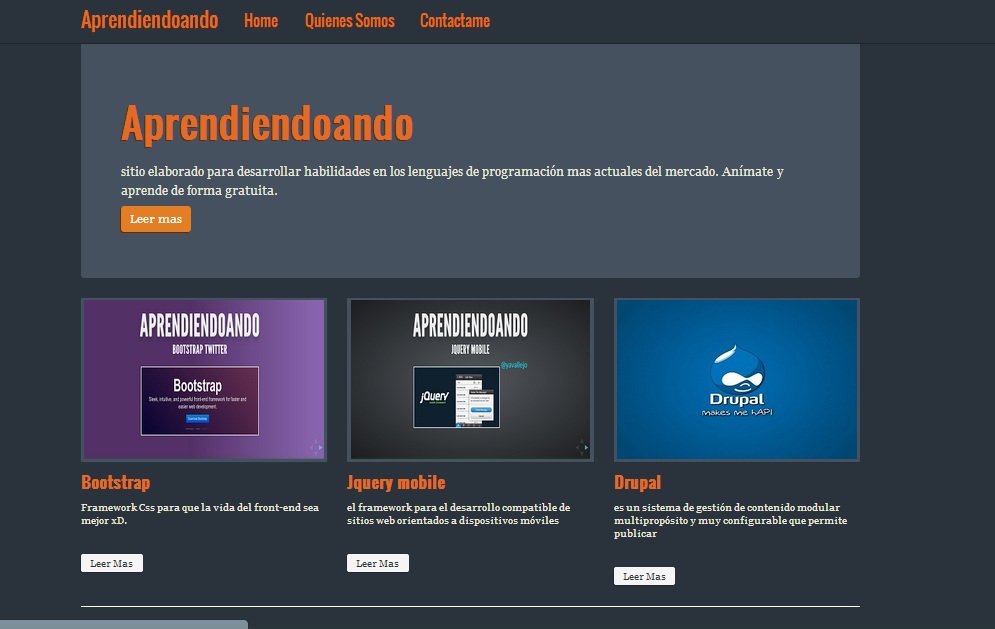 Aprendiendoando Home Quienes Somos Contactame
Aprendiendoando
sitio elaborado para desarrollar habilidades en los lenguajes de programación mas actuales del mercado. Anímate y
aprende de forma gratuita.
Leer mas
APRENDIENDOANDO
BOOTSTRAP TWITTER
Bootstrap
Sleek, intuitive, and powerful front-end framework for faster and
easier web development.
APRENDIENDOANDO
JQUERY MOBILE
@yavallejo
jQuery
Drupal
makes me hAPI
Bootstrap
Framework Css para que la vida del front-end sea
mejor xD.
Leer Mas
Jquery mobile
el framework para el desarrollo compatible de
sitios web orientados a dispositivos móviles
Leer Mas
Drupal
es un sistema de gestión de contenido modular
multipropósito y muy configurable que permite
publicar
Leer Mas